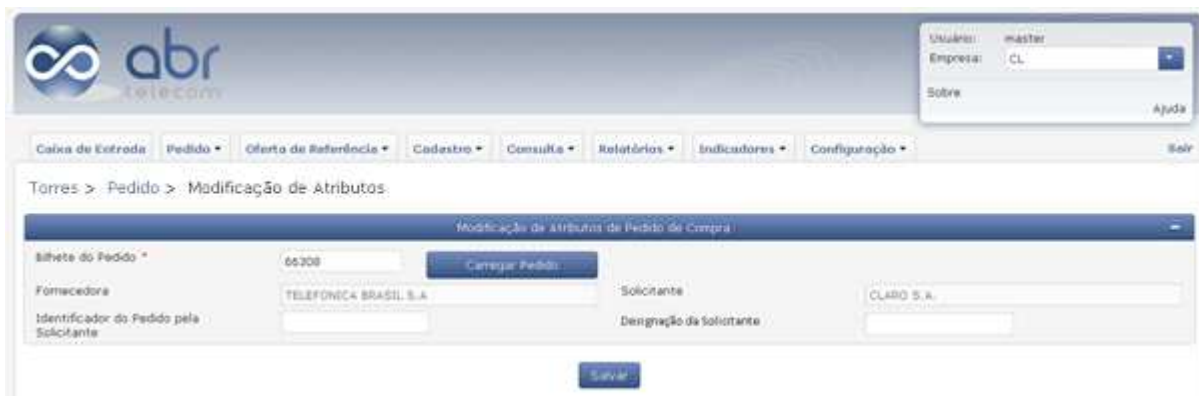 abr
telecom
Usuário: master
Empresa: CL
Sobre
Ajuda
Caixa de Entrada Pedido Oferta de Referência Cadastro Consulta Relatórios Indicadores Configuração Sair
Torres > Pedido > Modificação de Atributos
Modificação de Atributos de Pedido de Compra
Bilhete do Pedido * 66308 Carregar Pedido
Fornecedora TELEFONICA BRASIL S.A Solicitante CLARO S.A.
Identificador do Pedido pela Solicitante Designação da Solicitante
Salvar